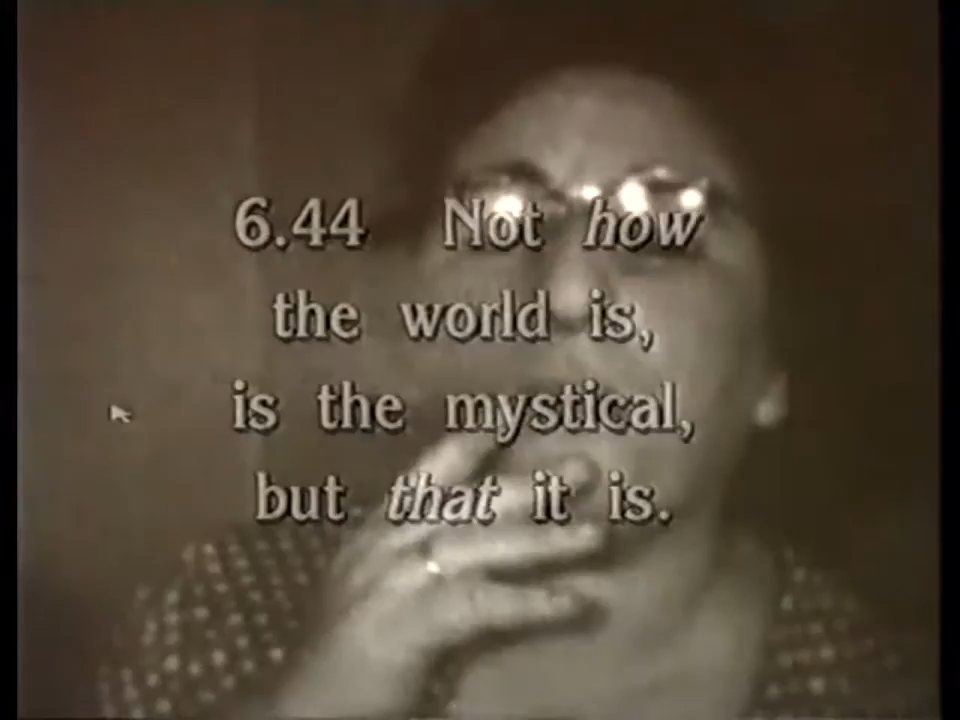 6.44 Not how
the world is,
is the mystical,
but that it is.